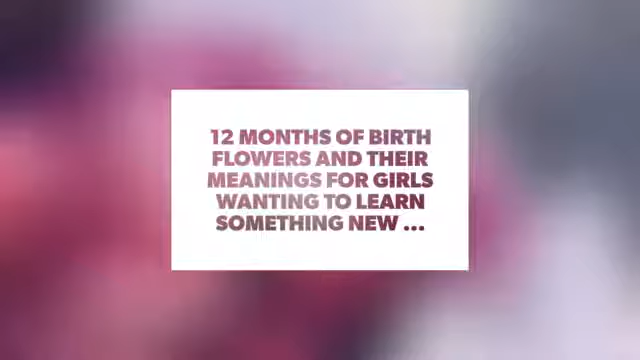 12 MONTHS OF BIRTH
FLOWERS AND THEIR
MEANINGS FOR GIRLS
WANTING TO LEARN
SOMETHING NEW ...